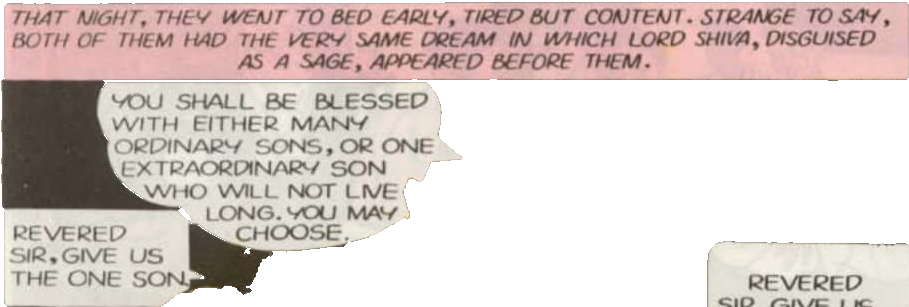 THAT NIGHT, THEY WENT TO BED EARLY, TIRED BUT CONTENT. STRANGE TO SAY,
BOTH OF THEM HAD THE VERY SAME DREAM IN WHICH LORD SHIVA, DISGUISED
AS A SAGE, APPEARED BEFORE THEM.
YOU SHALL BE BLESSED
WITH EITHER MANY
ORDINARY SONS, OR ONE
EXTRAORDINARY SON
WHO WILL NOT LIVE
LONG. YOU MAY
CHOOSE.
REVERED
SIR, GIVE US
THE ONE SON.
REVERED
SIR, GIVE US